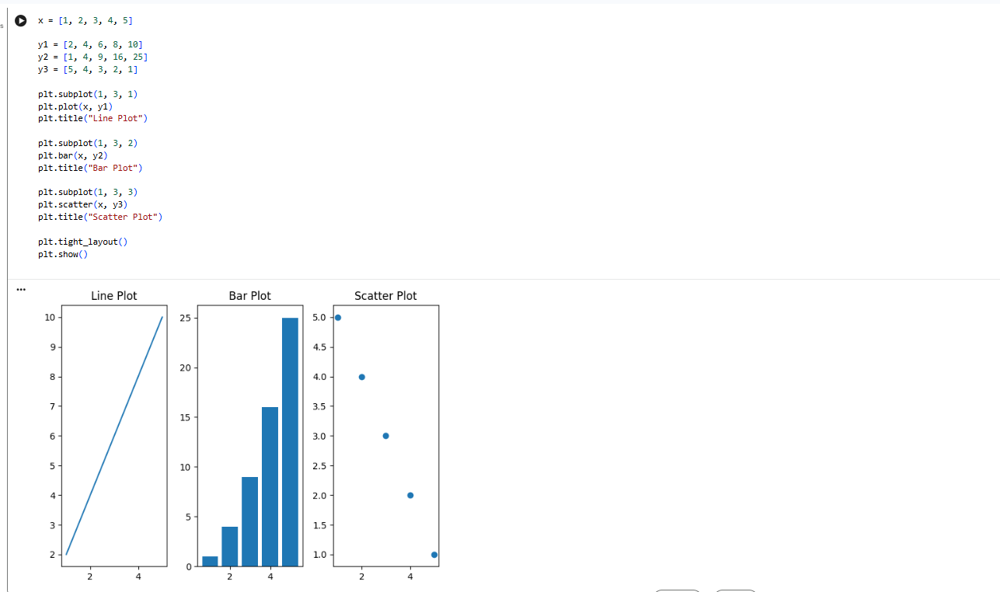 s
x = [1, 2, 3, 4, 5]
y1 = [2, 4, 6, 8, 10]
y2 = [1, 4, 9, 16, 25]
y3 = [5, 4, 3, 2, 1]
plt.subplot(1, 3, 1)
plt.plot(x, y1)
plt.title("Line Plot")
plt.subplot(1, 3, 2)
plt.bar(x, y2)
plt.title("Bar Plot")
plt.subplot(1, 3, 3)
plt.scatter(x, y3)
plt.title("Scatter Plot")
plt.tight_layout()
plt.show()
...
Line Plot
10
9
8
7
6
5
4
3
2
2 4
Bar Plot
25
20
15
10
5
0
2 4
Scatter Plot
5.0
4.5
4.0
3.5
3.0
2.5
2.0
1.5
1.0
2 4